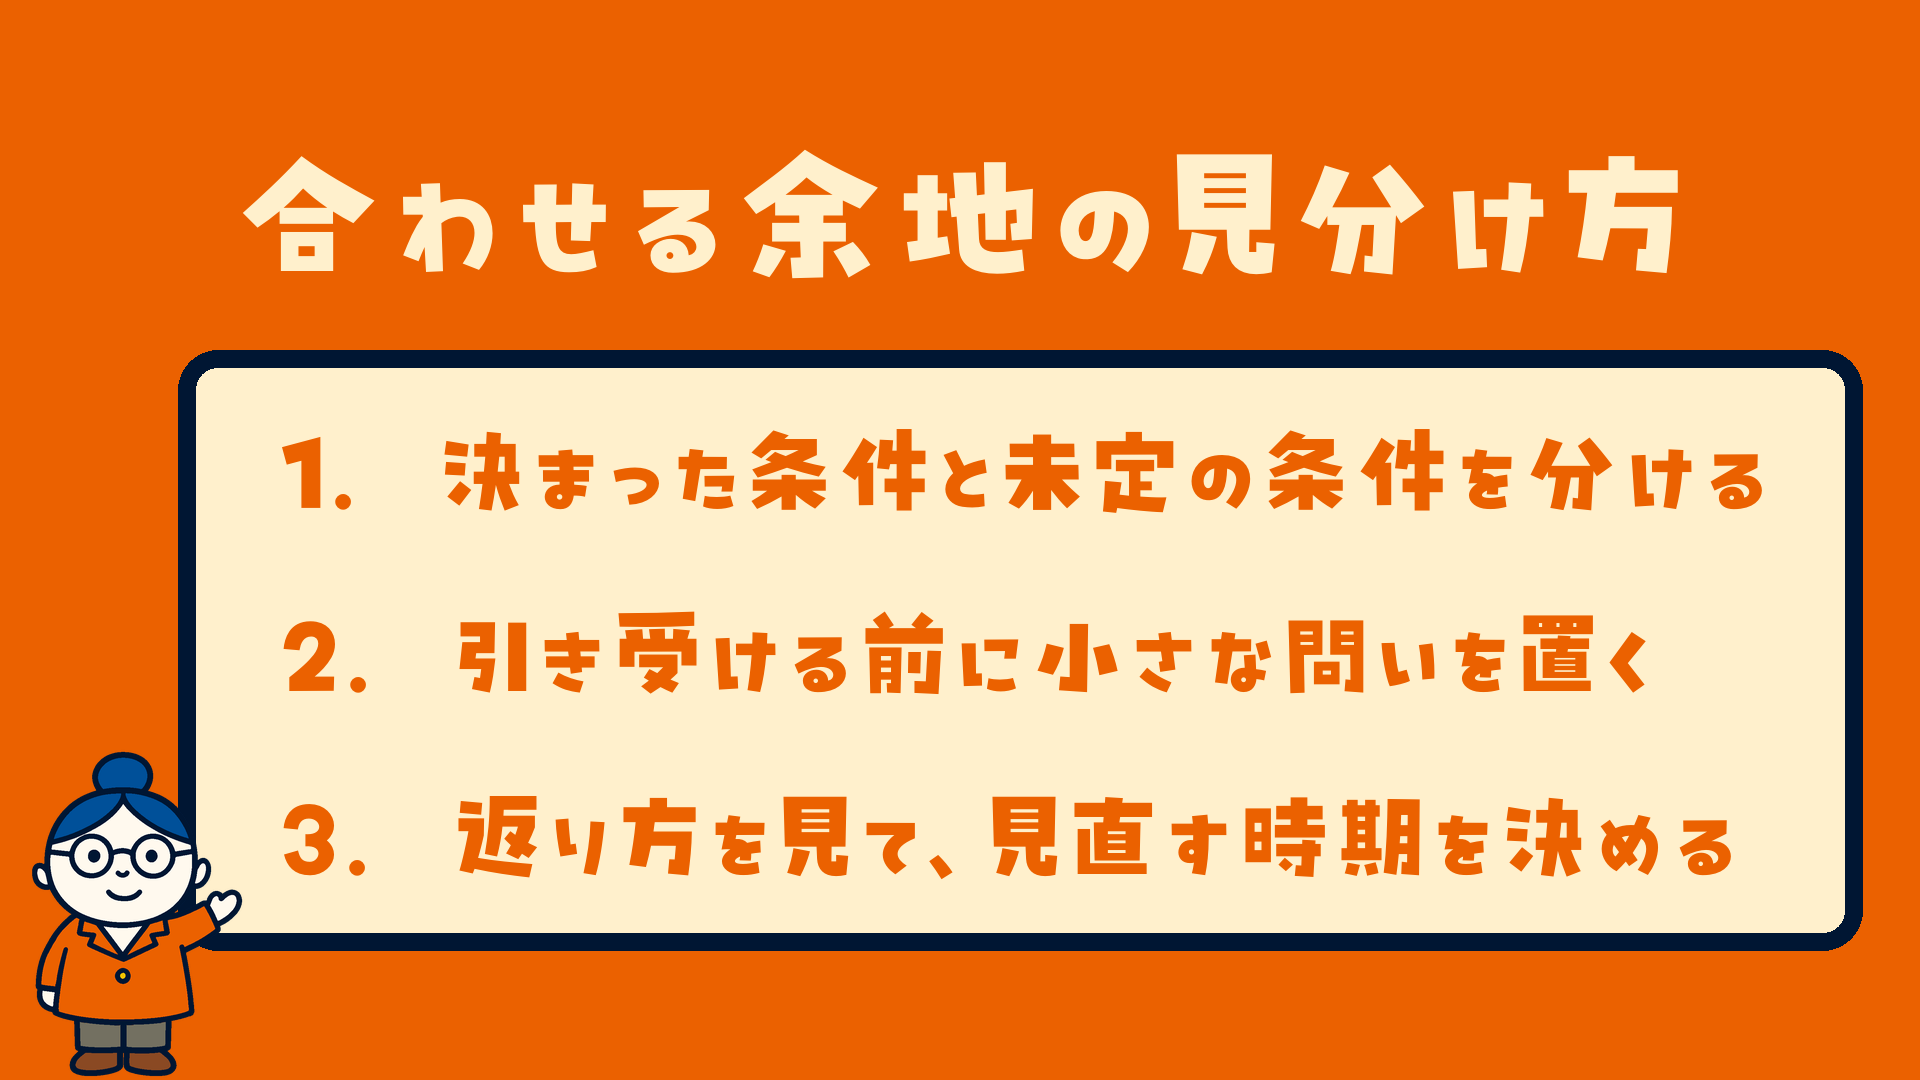 合わせる余地の見分け方
1. 決まった条件と未定の条件を分ける
2. 引き受ける前に小さな問いを置く
3. 返り方を見て、見直す時期を決める